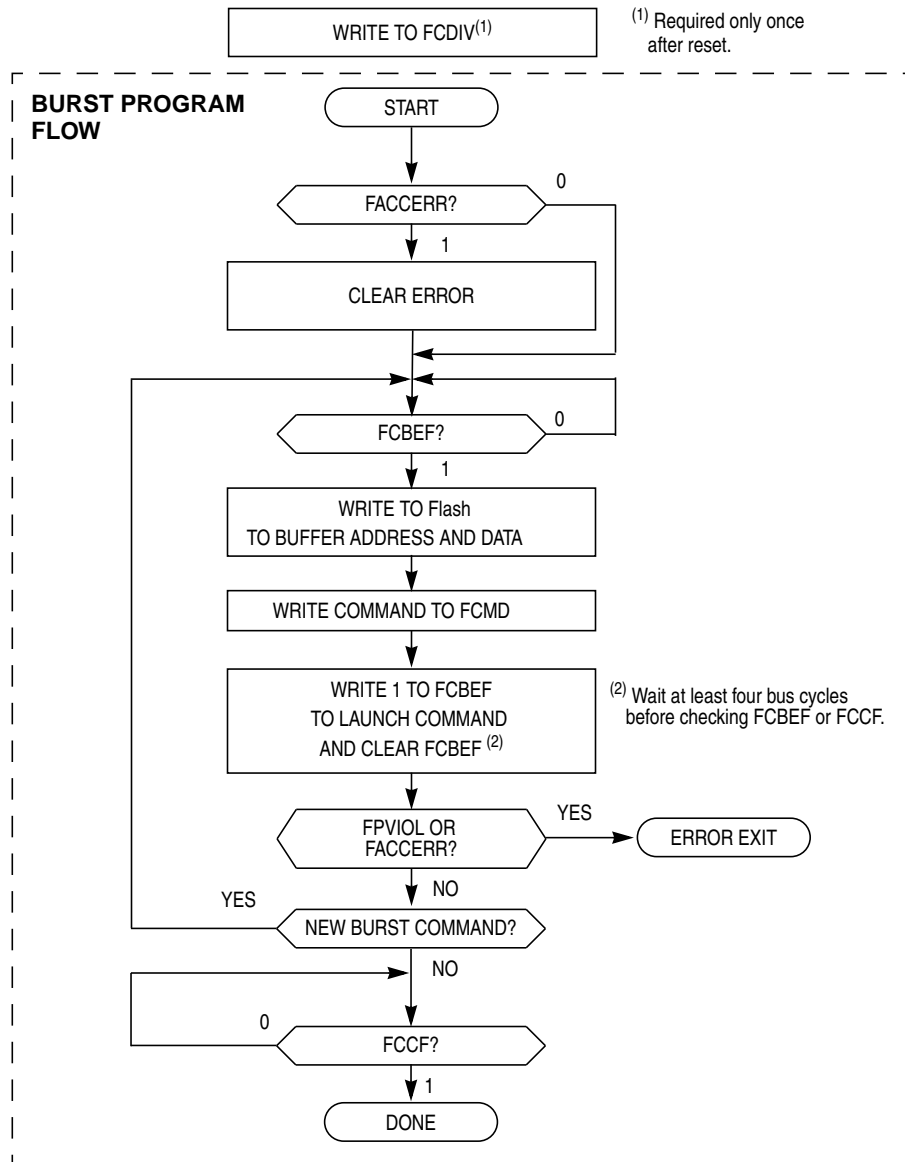 WRITE TO FCDIV(1)
(1) Required only once
after reset.
BURST PROGRAM
FLOW
START
FACCERR?
0
1
CLEAR ERROR
FCBEF?
0
1
WRITE TO Flash
TO BUFFER ADDRESS AND DATA
WRITE COMMAND TO FCMD
WRITE 1 TO FCBEF
TO LAUNCH COMMAND
AND CLEAR FCBEF (2)
(2) Wait at least four bus cycles
before checking FCBEF or FCCF.
FPVIOL OR
FACCERR?
YES
ERROR EXIT
NO
YES
NEW BURST COMMAND?
NO
0
FCCF?
1
DONE